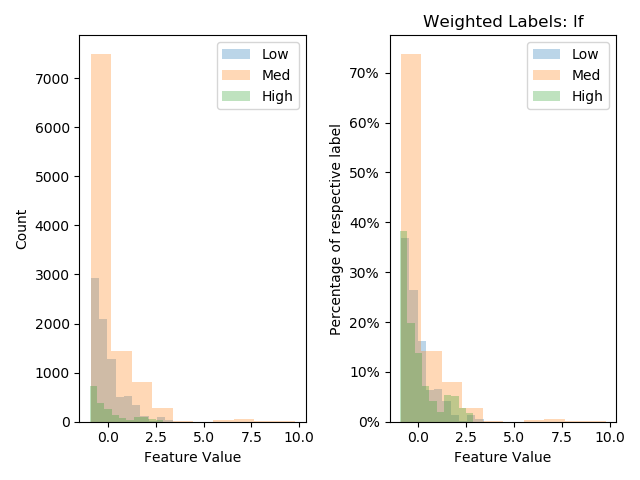 Weighted Labels: If
Low
Med
High
Count
7000
6000
5000
4000
3000
2000
1000
0
0.0
2.5
5.0
7.5
10.0
Feature Value
Low
Med
High
Percentage of respective label
70%
60%
50%
40%
30%
20%
10%
0%
0.0
2.5
5.0
7.5
10.0
Feature Value